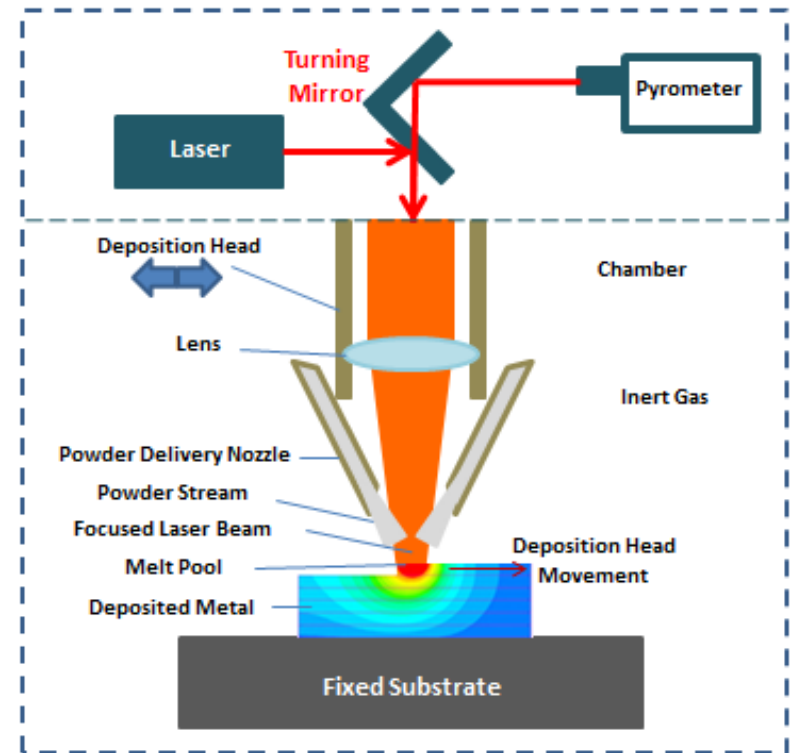 Turning
Mirror
Pyrometer
Laser
Deposition Head
Chamber
Lens
Inert Gas
Powder Delivery Nozzle
Powder Stream
Focused Laser Beam
Melt Pool
Deposition Head
Movement
Deposited Metal
Fixed Substrate